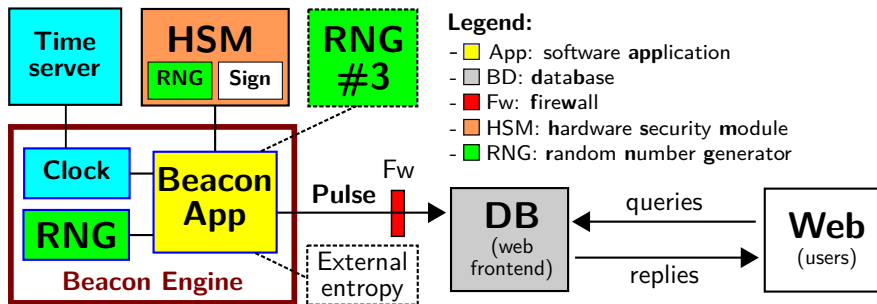 Time
server
HSM
RNG
Sign
RNG
#3
Clock
Beacon
App
RNG
Beacon Engine
External
entropy
Pulse
Fw
DB
(web
frontend)
queries
replies
Web
(users)
Legend:
- App: software application
- BD: database
- Fw: firewall
- HSM: hardware security module
- RNG: random number generator